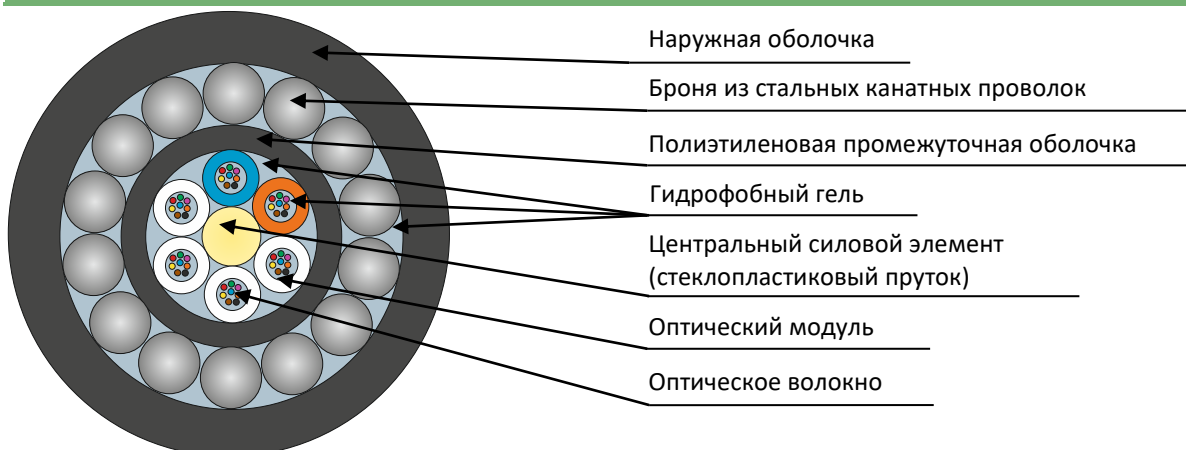 Наружная оболочка
Броня из стальных канатных проволок
Полиэтиленовая промежуточная оболочка
Гидрофобный гель
Центральный силовой элемент
(стеклопластиковый пруток)
Оптический модуль
Оптическое волокно